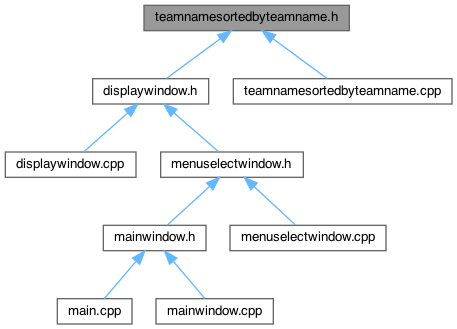 teamnamesortedbyteamname.h
displaywindow.h
teamnamesortedbyteamname.cpp
displaywindow.cpp
menuselectwindow.h
mainwindow.h
menuselectwindow.cpp
main.cpp
mainwindow.cpp